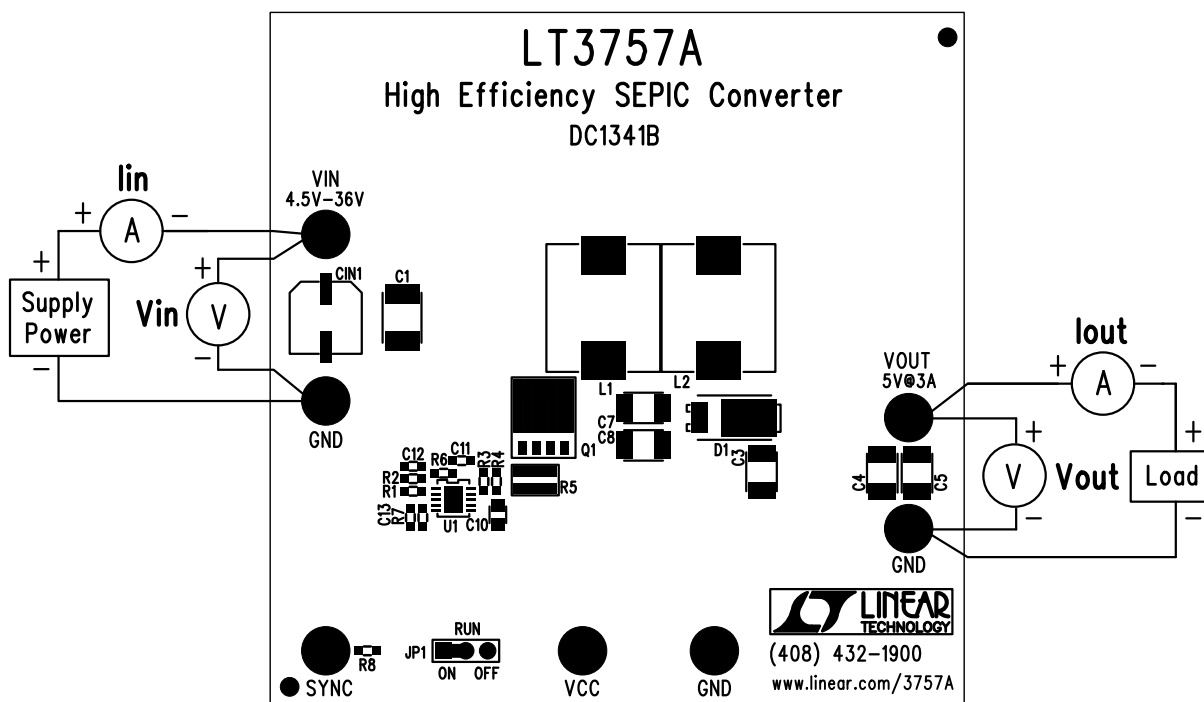 LT3757A
High Efficiency SEPIC Converter
DC1341B
Iin
+ A -
VIN
4.5V-36V
+
Supply
Power
-
+
Vin
V
-
CIN1
C1
GND
L1
L2
C7
C8
Q1
D1
C3
C12
C11
R6
R3
R4
R2
R1
R5
C13
R7
U1
C10
VOUT
5V@3A
Iout
+ A -
C4
C5
+
V
Vout
-
+
Load
-
GND
LT LINEAR
TECHNOLOGY
(408) 432-1900
www.linear.com/3757A
R8
SYNC
RUN
JP1
ON OFF
VCC
GND